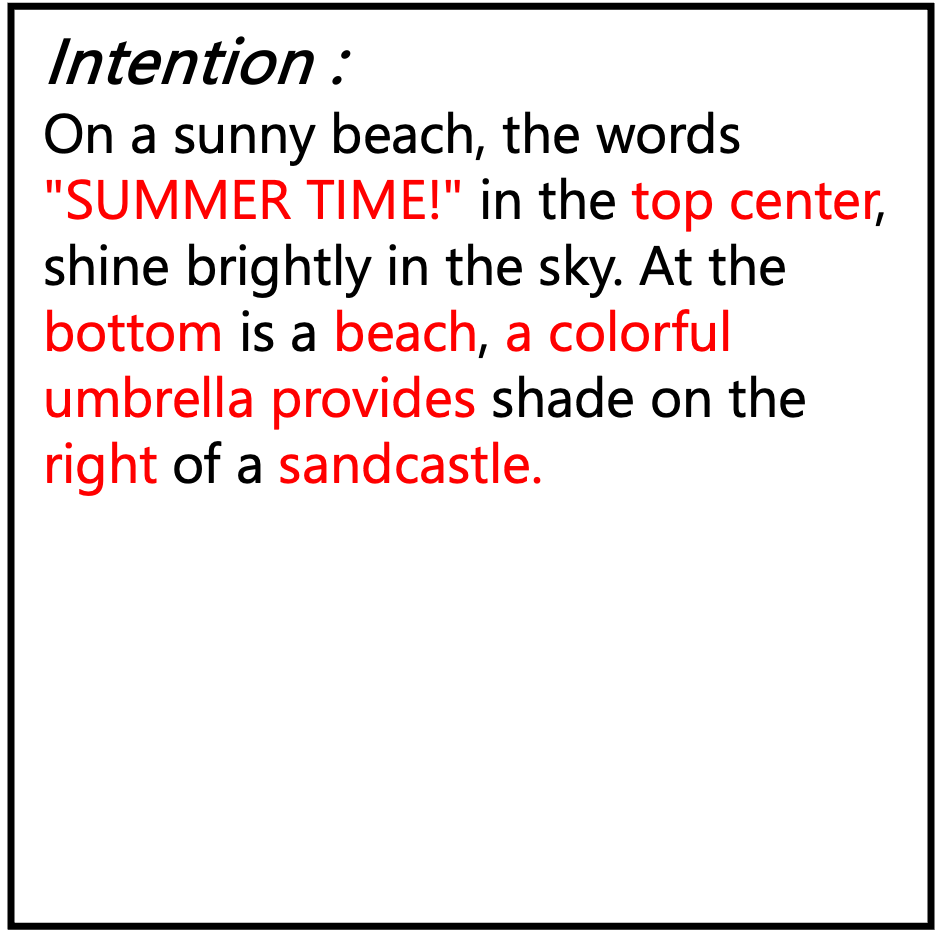 Intention :
On a sunny beach, the words
"SUMMER TIME!" in the top center,
shine brightly in the sky. At the
bottom is a beach, a colorful
umbrella provides shade on the
right of a sandcastle.